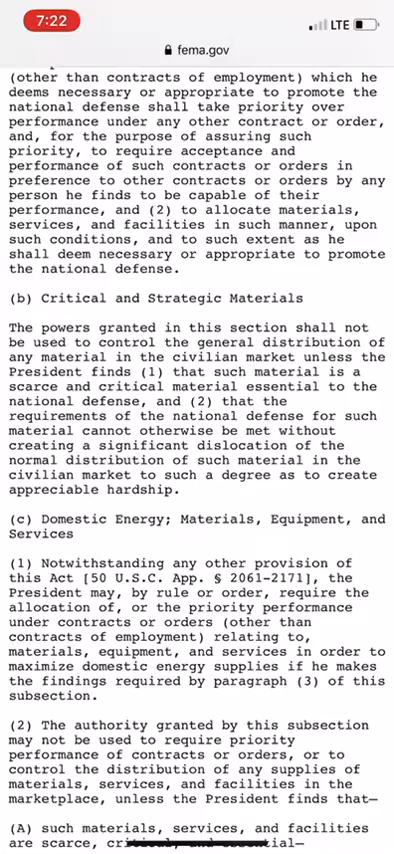 7:22
LTE
fema.gov
(other than contracts of employment) which he
deems necessary or appropriate to promote the
national defense shall take priority over
performance under any other contract or order,
and, for the purpose of assuring such
priority, to require acceptance and
performance of such contracts or orders in
preference to other contracts or orders by any
person he finds to be capable of their
performance, and (2) to allocate materials,
services, and facilities in such manner, upon
such conditions, and to such extent as he
shall deem necessary or appropriate to promote
the national defense.
(b) Critical and Strategic Materials
The powers granted in this section shall not
be used to control the general distribution of
any material in the civilian market unless the
President finds (1) that such material is a
scarce and critical material essential to the
national defense, and (2) that the
requirements of the national defense for such
material cannot otherwise be met without
creating a significant dislocation of the
normal distribution of such material in the
civilian market to such a degree as to create
appreciable hardship.
(c) Domestic Energy; Materials, Equipment, and
Services
(1) Notwithstanding any other provision of
this Act [50 U.S.C. App. § 2061-2171], the
President may, by rule or order, require the
allocation of, or the priority performance
under contracts or orders (other than
contracts of employment) relating to,
materials, equipment, and services in order to
maximize domestic energy supplies if he makes
the findings required by paragraph (3) of this
subsection.
(2) The authority granted by this subsection
may not be used to require priority
performance of contracts or orders, or to
control the distribution of any supplies of
materials, services, and facilities in the
marketplace, unless the President finds that—
(A) such materials, services, and facilities
are scarce, critical, and essential—